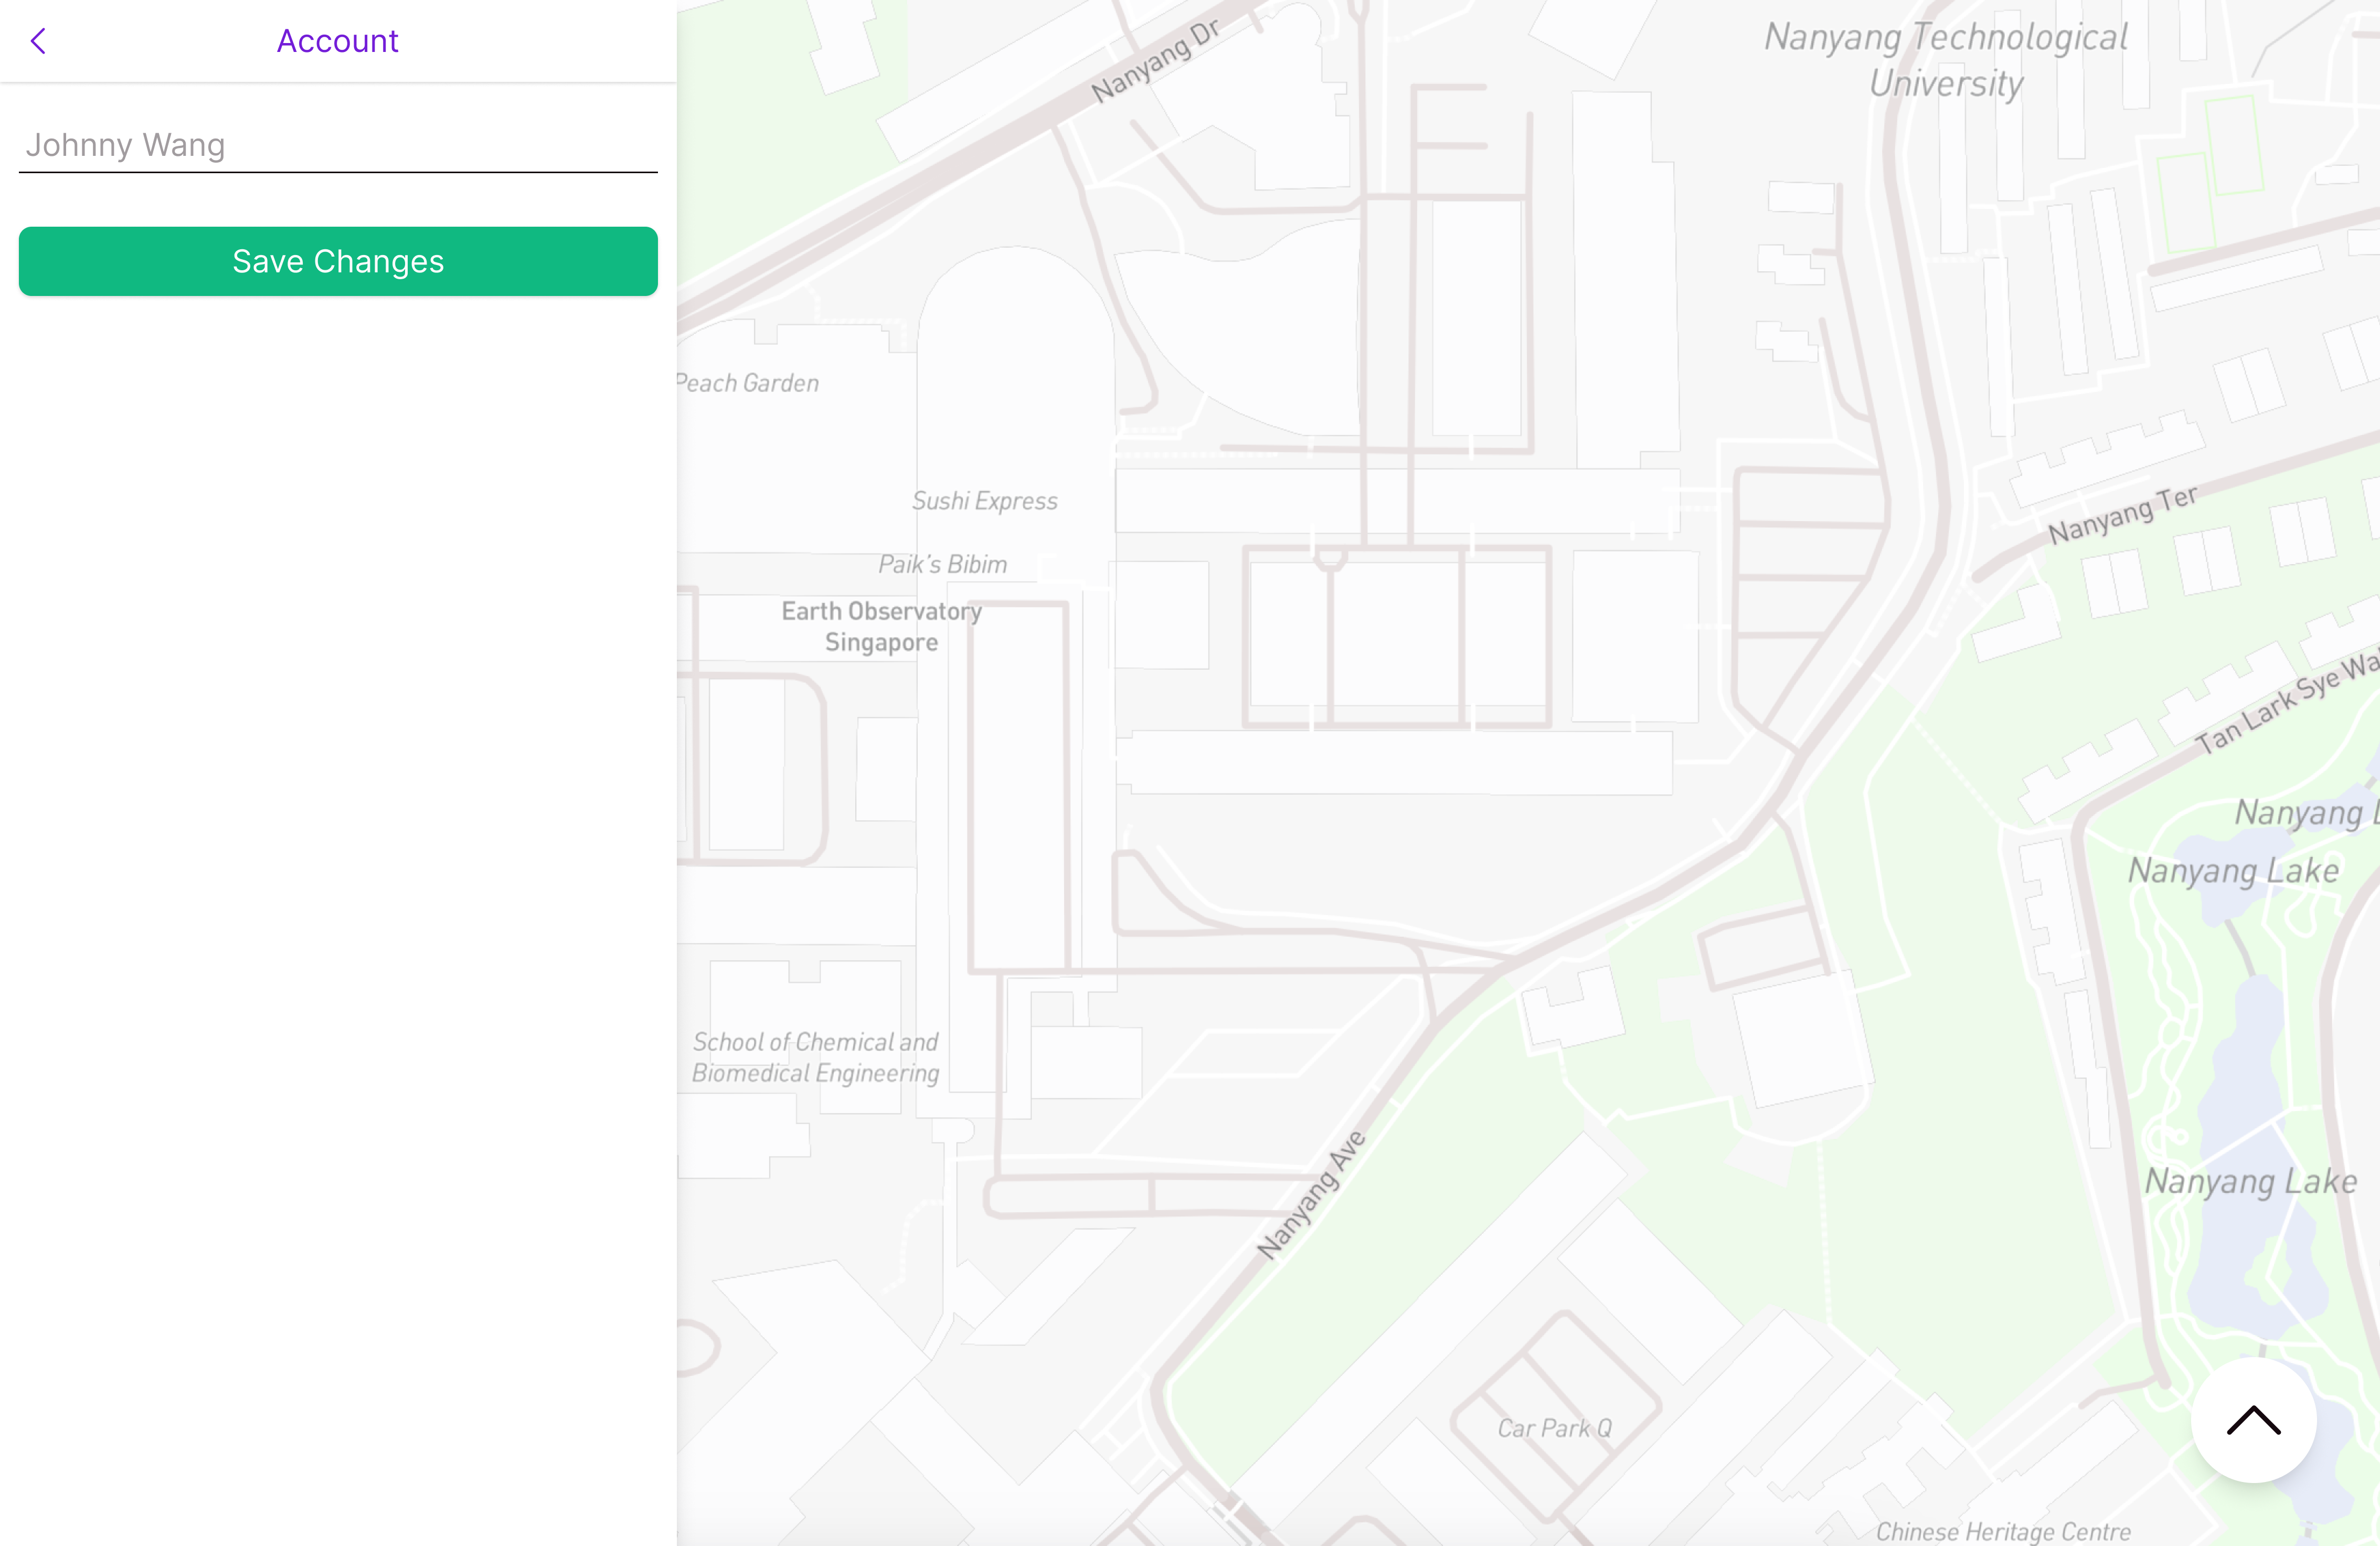 Account
Johnny Wang
Save Changes
Nanyang Dr
Nanyang Technological
University
Peach Garden
Sushi Express
Paik's Bibim
Earth Observatory
Singapore
Nanyang Ter
Tan Lark Sye
Nanyang
Nanyang Lake
School of Chemical and
Biomedical Engineering
Nanyang Ave
Nanyang Lake
Car Park Q
Chinese Heritage Centre